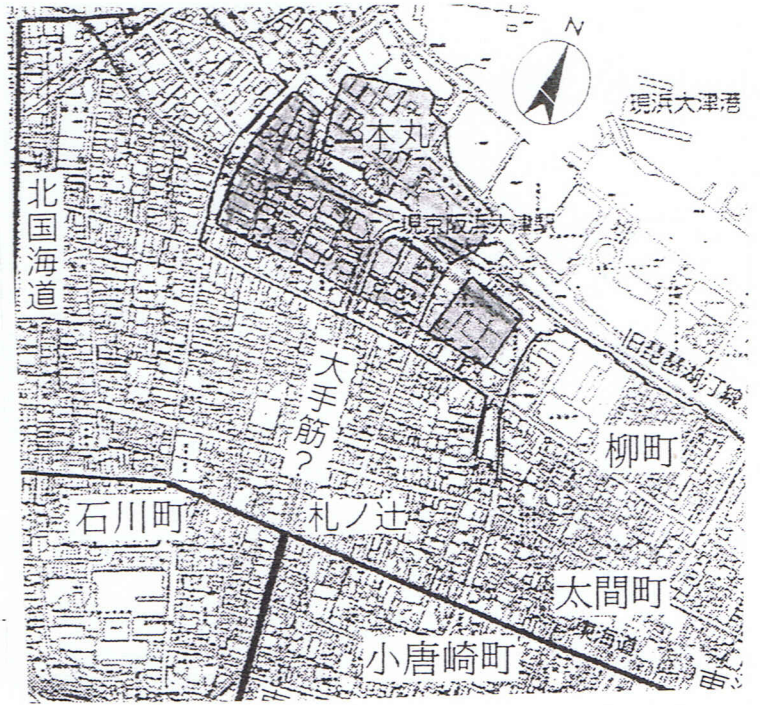 N
現浜大津港
本丸
現京阪浜大津駅
北国海道
旧琵琶湖汀線
大手筋?
柳町
石川町
札ノ辻
太間町
東海道
小唐崎町
東